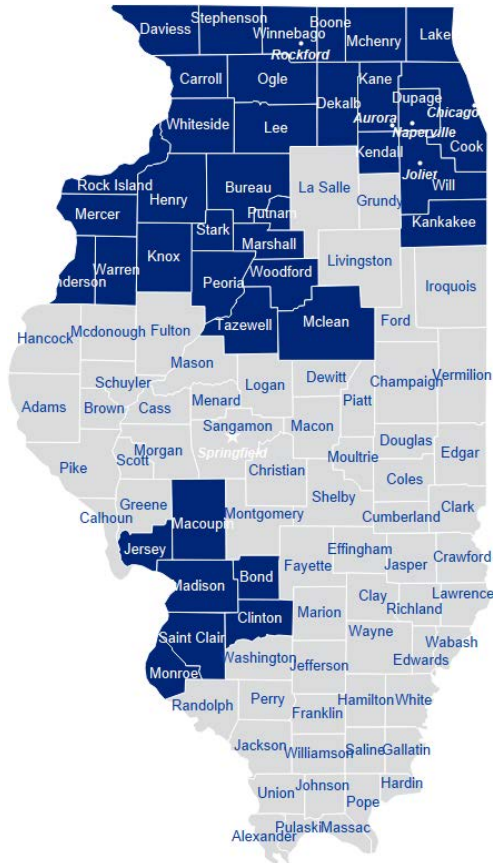 Stephenson
Boone
Daviess
Winnebago
Mchenry
Lake
Rockford
Carroll
Ogle
Kane
Dekalb
Dupage
Whiteside
Lee
Aurora
Chicago
Naperville
Kendall
Cook
Joliet
Rock Island
Henry
Bureau
La Salle
Will
Mercer
Putnam
Grundy
Stark
Kankakee
Marshall
Warren
Knox
Livingston
nderson
Peoria
Woodford
Iroquois
Tazewell
Mclean
Ford
Hancock
Mcdonough
Fulton
Mason
Logan
Dewitt
Vermilion
Schuyler
Champaign
Adams
Brown
Cass
Menard
Piatt
Sangamon
Macon
Douglas
Springfield
Morgan
Moultrie
Edgar
Pike
Scott
Christian
Coles
Greene
Shelby
Clark
Calhoun
Macoupin
Montgomery
Cumberland
Jersey
Effingham
Fayette
Jasper
Crawford
Madison
Bond
Clay
Lawrence
Clinton
Marion
Richland
Saint Clair
Wayne
Wabash
Washington
Edwards
Monroe
Jefferson
Randolph
Perry
Hamilton
White
Franklin
Jackson
Williamson
Saline
Gallatin
Union
Johnson
Hardin
Pope
Alexander
Pulaski
Massac